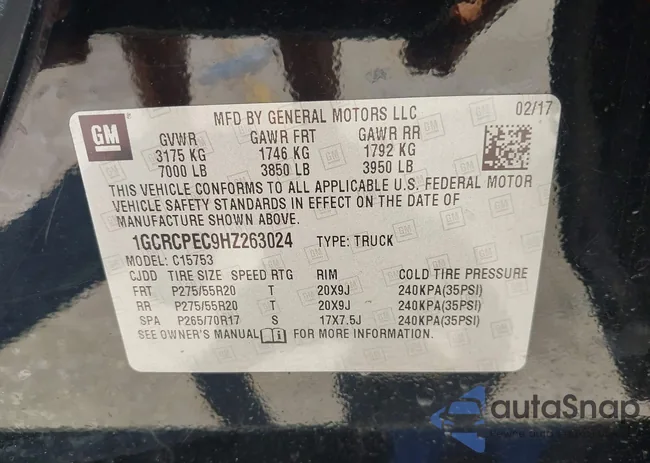 MFD BY GENERAL MOTORS LLC 02/17
GM
GVWR GAWR FRT GAWR RR
3175 KG 1746 KG 1792 KG
7000 LB 3850 LB 3950 LB
THIS VEHICLE CONFORMS TO ALL APPLICABLE U.S. FEDERAL MOTOR
VEHICLE SAFETY STANDARDS IN EFFECT ON THE DATE OF
MANUFACTURE SHOWN ABOVE.
1GCRCPEC9HZ263024 TYPE: TRUCK
MODEL: C15753
CJDD TIRE SIZE SPEED RTG RIM COLD TIRE PRESSURE
FRT P275/55R20 T 20X9J 240KPA(35PSI)
RR P275/55R20 T 20X9J 240KPA(35PSI)
SPA P265/70R17 S 17X7.5J 240KPA(35PSI)
SEE OWNER'S MANUAL FOR MORE INFORMATION.
autaSnap